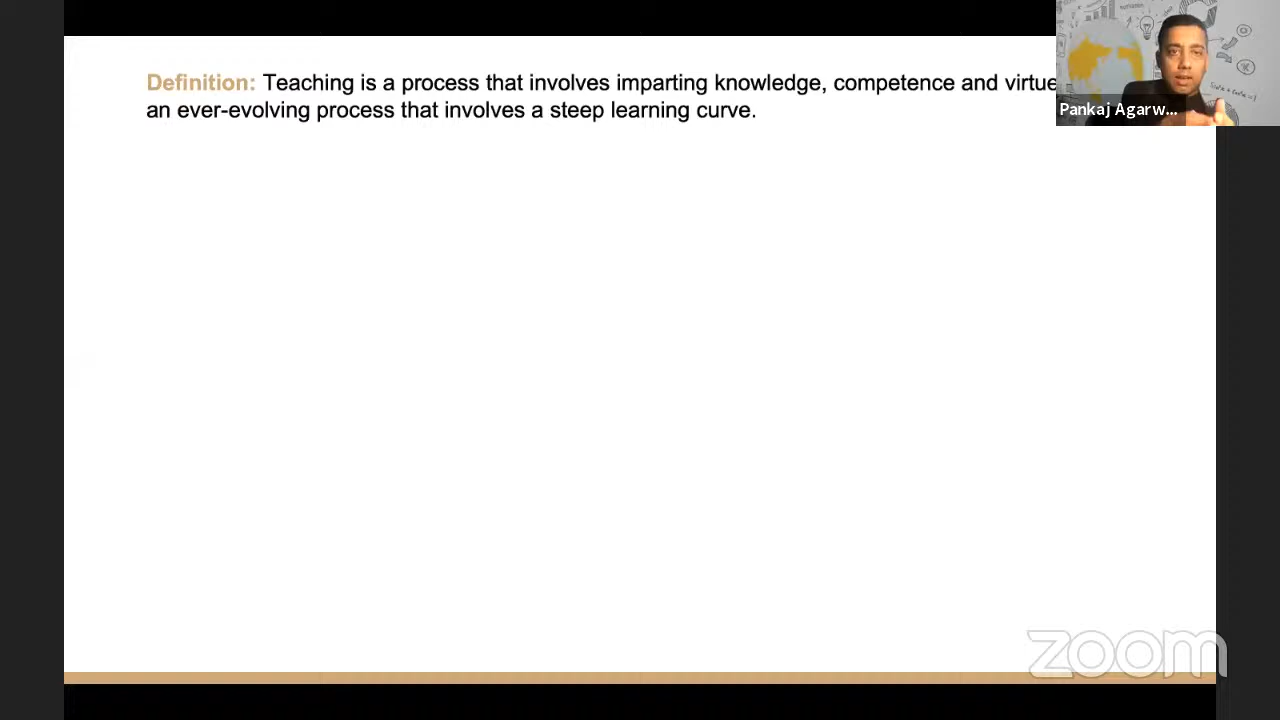 Definition: Teaching is a process that involves imparting knowledge, competence and virtue
an ever-evolving process that involves a steep learning curve.
Pankaj Agarw...
zoom